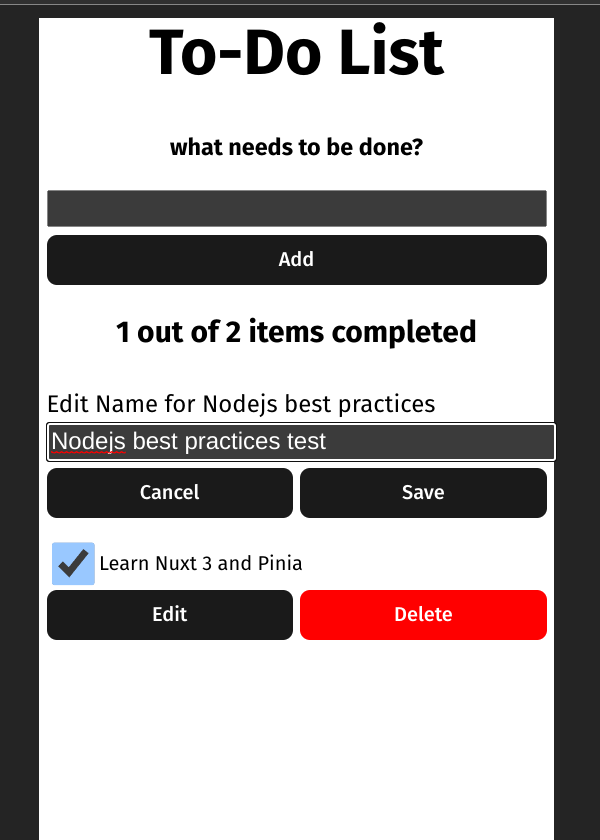 To-Do List
what needs to be done?
Add
1 out of 2 items completed
Edit Name for Nodejs best practices
Nodejs best practices test
Cancel Save
Learn Nuxt 3 and Pinia
Edit Delete